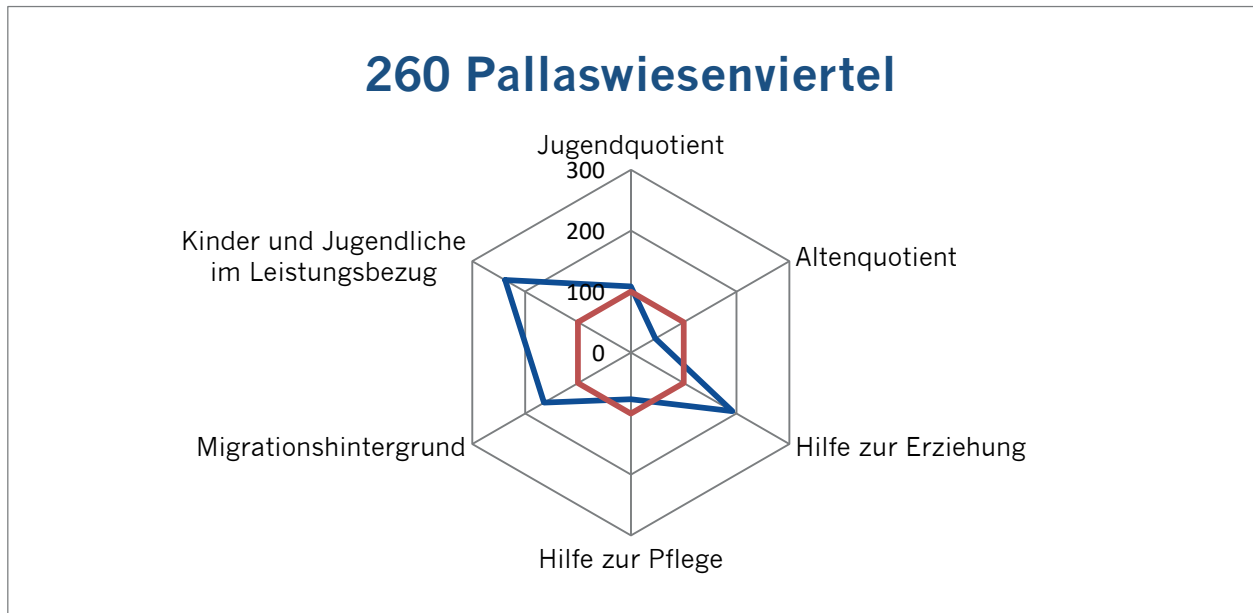 260 Pallaswiesenviertel
Jugendquotient
300
200
100
0
Kinder und Jugendliche
im Leistungsbezug
Altenquotient
Migrationshintergrund
Hilfe zur Erziehung
Hilfe zur Pflege